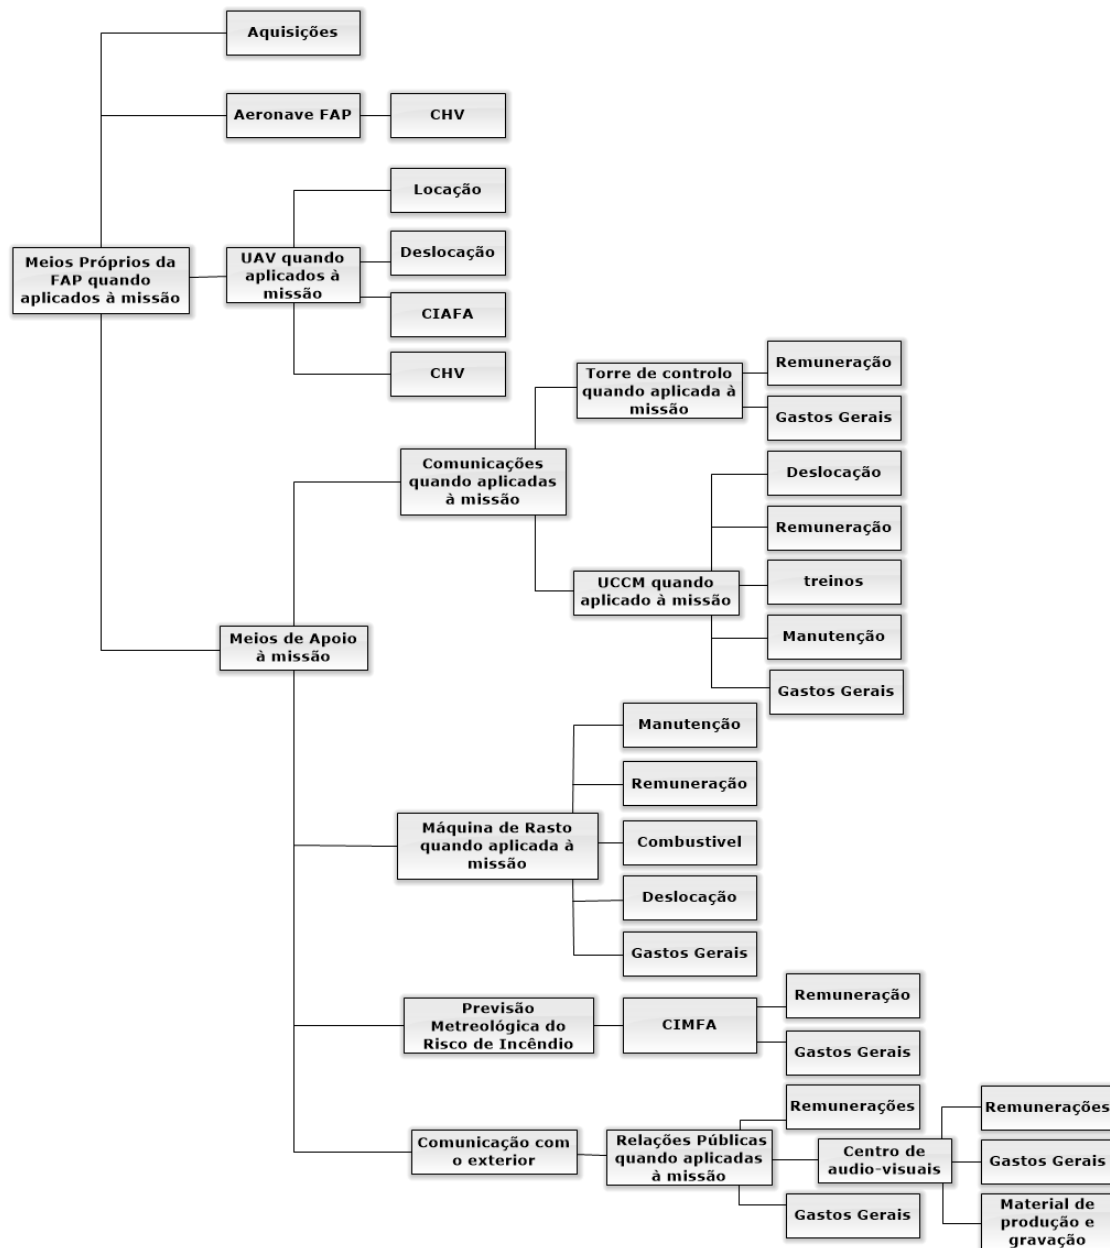 Aquisições
Aeronave FAP
CHV
Locação
Meios Próprios da
FAP quando
aplicados à missão
UAV quando
aplicados à
missão
Deslocação
CIAFA
CHV
Torre de controlo
quando aplicada à
missão
Remuneração
Gastos Gerais
Comunicações
quando aplicadas
à missão
Deslocação
Remuneração
UCCM quando
aplicado à missão
treinos
Manutenção
Gastos Gerais
Meios de Apoio
à missão
Manutenção
Remuneração
Máquina de Rasto
quando aplicada à
missão
Combustivel
Deslocação
Gastos Gerais
Previsão
Metreológica do
Risco de Incêndio
CIMFA
Remuneração
Gastos Gerais
Comunicação com
o exterior
Relações Públicas
quando aplicadas
à missão
Remunerações
Centro de
audio-visuais
Gastos Gerais
Remunerações
Gastos Gerais
Material de
produção e
gravação